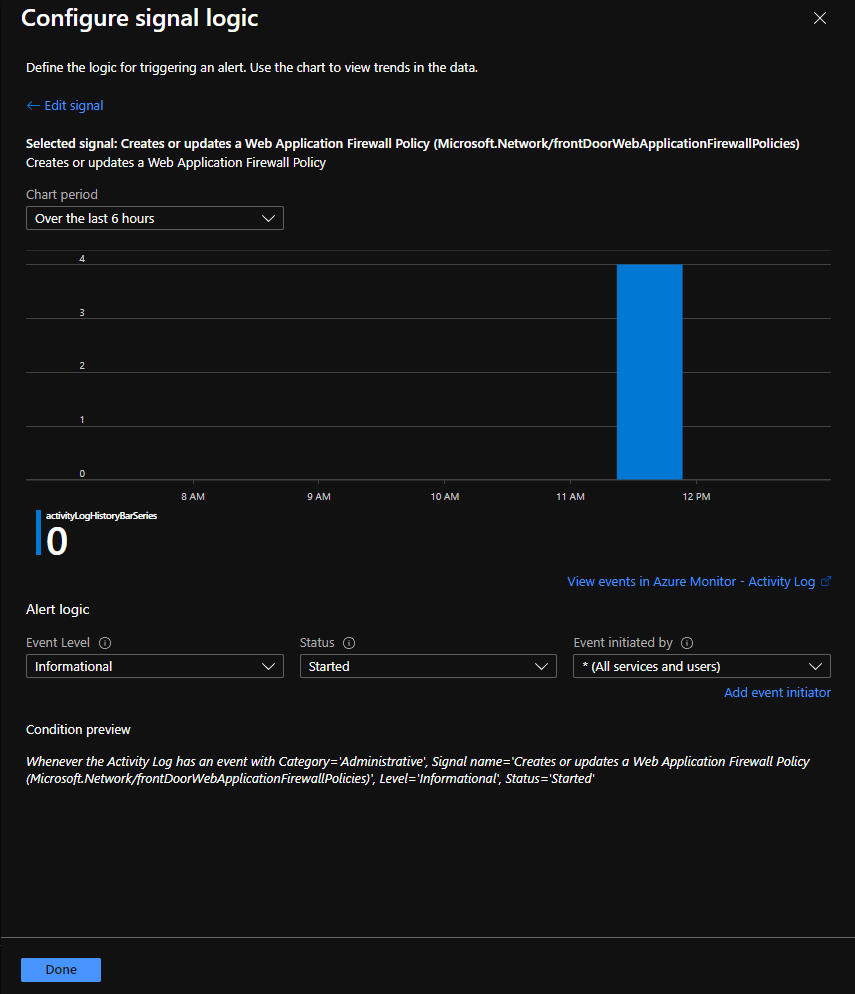 Configure signal logic
Define the logic for triggering an alert. Use the chart to view trends in the data.
← Edit signal
Selected signal: Creates or updates a Web Application Firewall Policy (Microsoft.Network/frontDoorWebApplicationFirewallPolicies)
Creates or updates a Web Application Firewall Policy
Chart period
Over the last 6 hours
4
3
2
1
0
8 AM 9 AM 10 AM 11 AM 12 PM
activityLogHistoryBarSeries
0
View events in Azure Monitor - Activity Log
Alert logic
Event Level Status Event initiated by
Informational Started * (All services and users)
Add event initiator
Condition preview
Whenever the Activity Log has an event with Category='Administrative', Signal name='Creates or updates a Web Application Firewall Policy
(Microsoft.Network/frontDoorWebApplicationFirewallPolicies)', Level='Informational', Status='Started'
Done